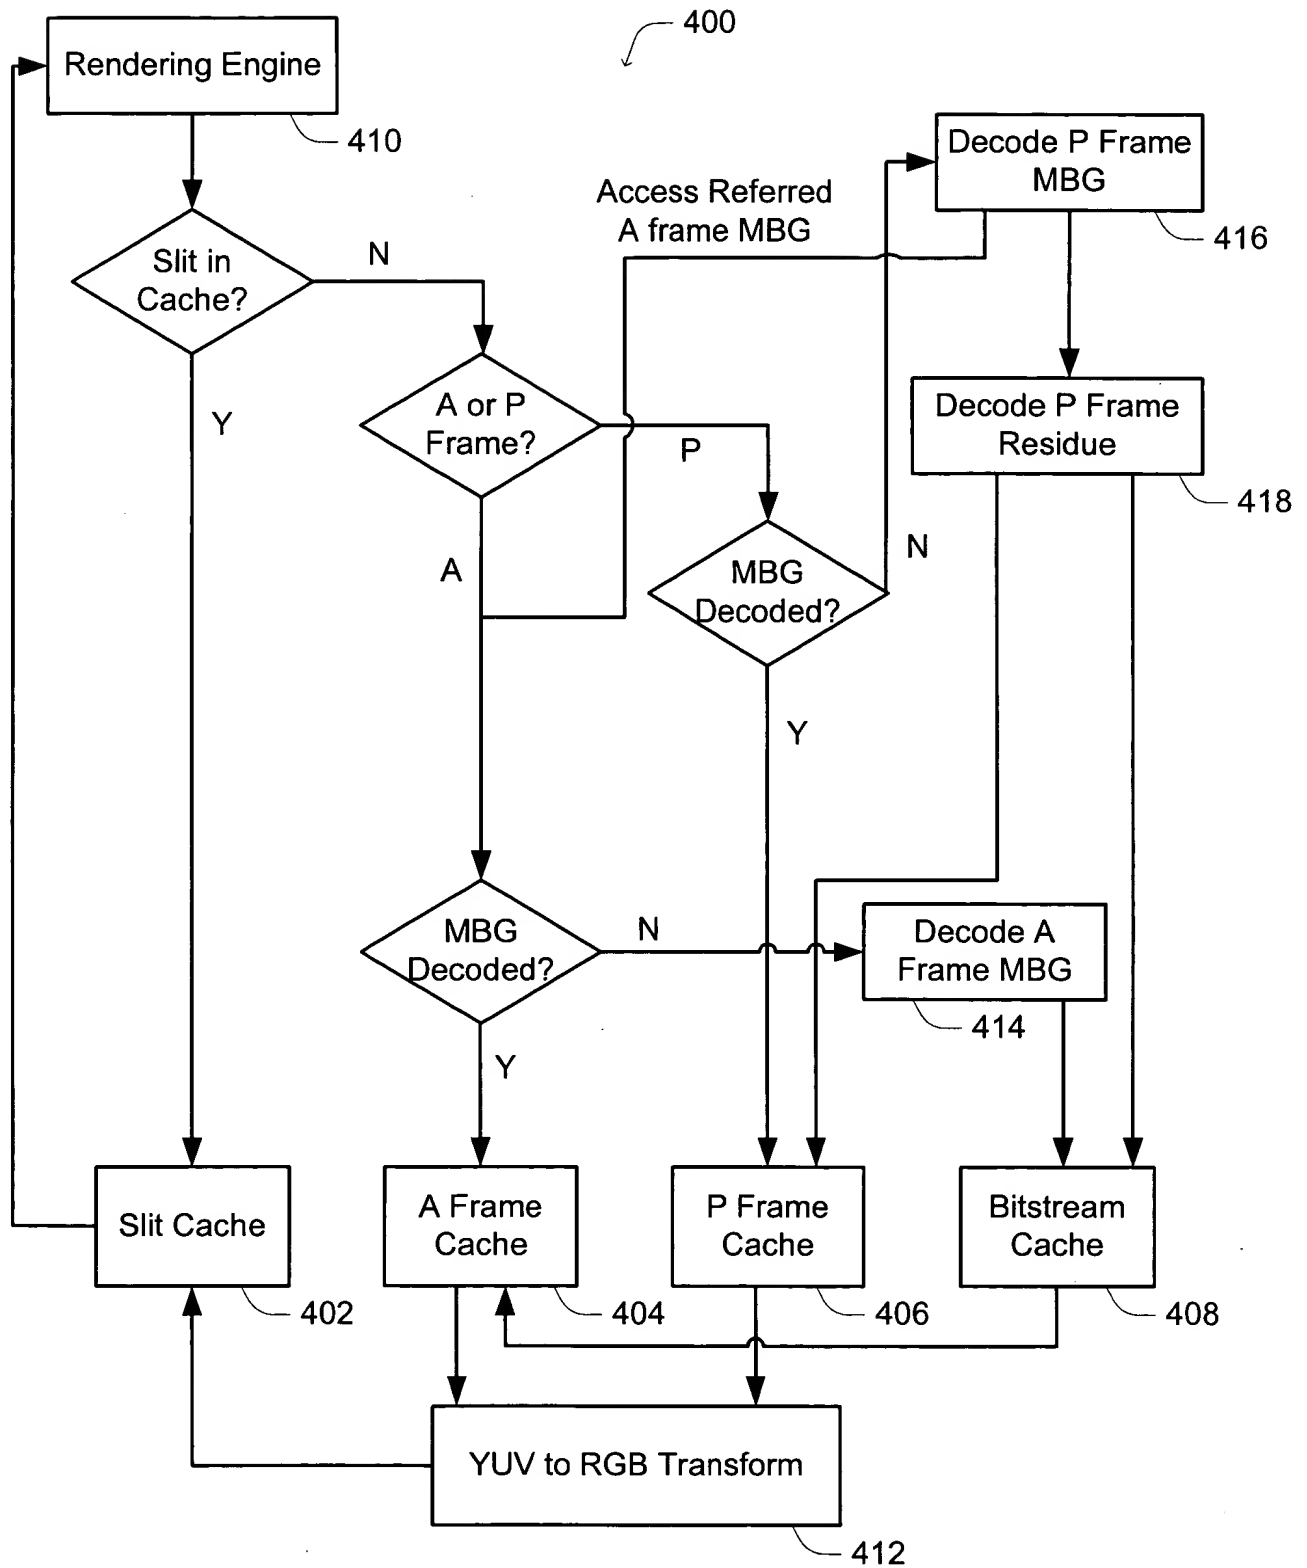 400
Rendering Engine
410
Decode P Frame
MBG
416
Access Referred
A frame MBG
Slit in
Cache?
N
Y
A or P
Frame?
P
A
Decode P Frame
Residue
418
MBG
Decoded?
N
Y
MBG
Decoded?
N
Y
Decode A
Frame MBG
414
Slit Cache
402
A Frame
Cache
404
P Frame
Cache
406
Bitstream
Cache
408
YUV to RGB Transform
412